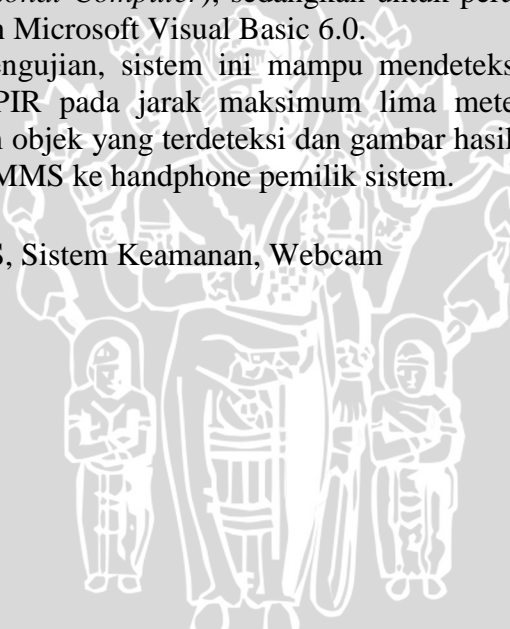 onal Computer), sedangkan untuk per
n Microsoft Visual Basic 6.0.
engujian, sistem ini mampu mendeteks
PIR pada jarak maksimum lima mete
n objek yang terdeteksi dan gambar hasil
MMS ke handphone pemilik sistem.
S, Sistem Keamanan, Webcam